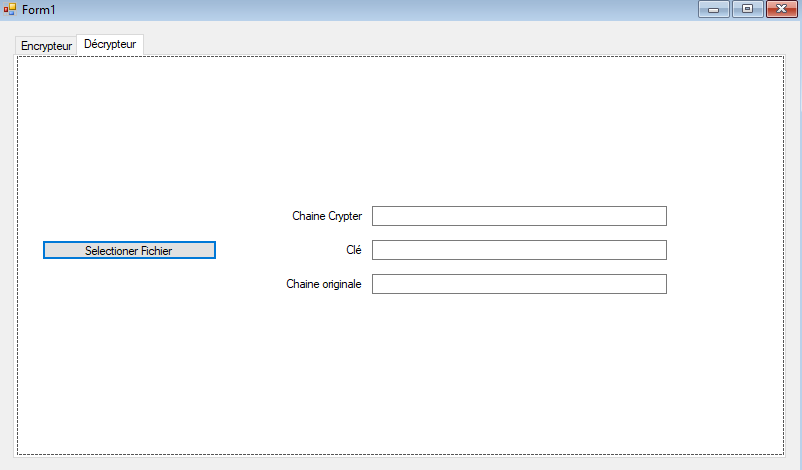 Form1
Encrypteur Décrypteur
Chaine Crypter
Selectioner Fichier
Clé
Chaine originale